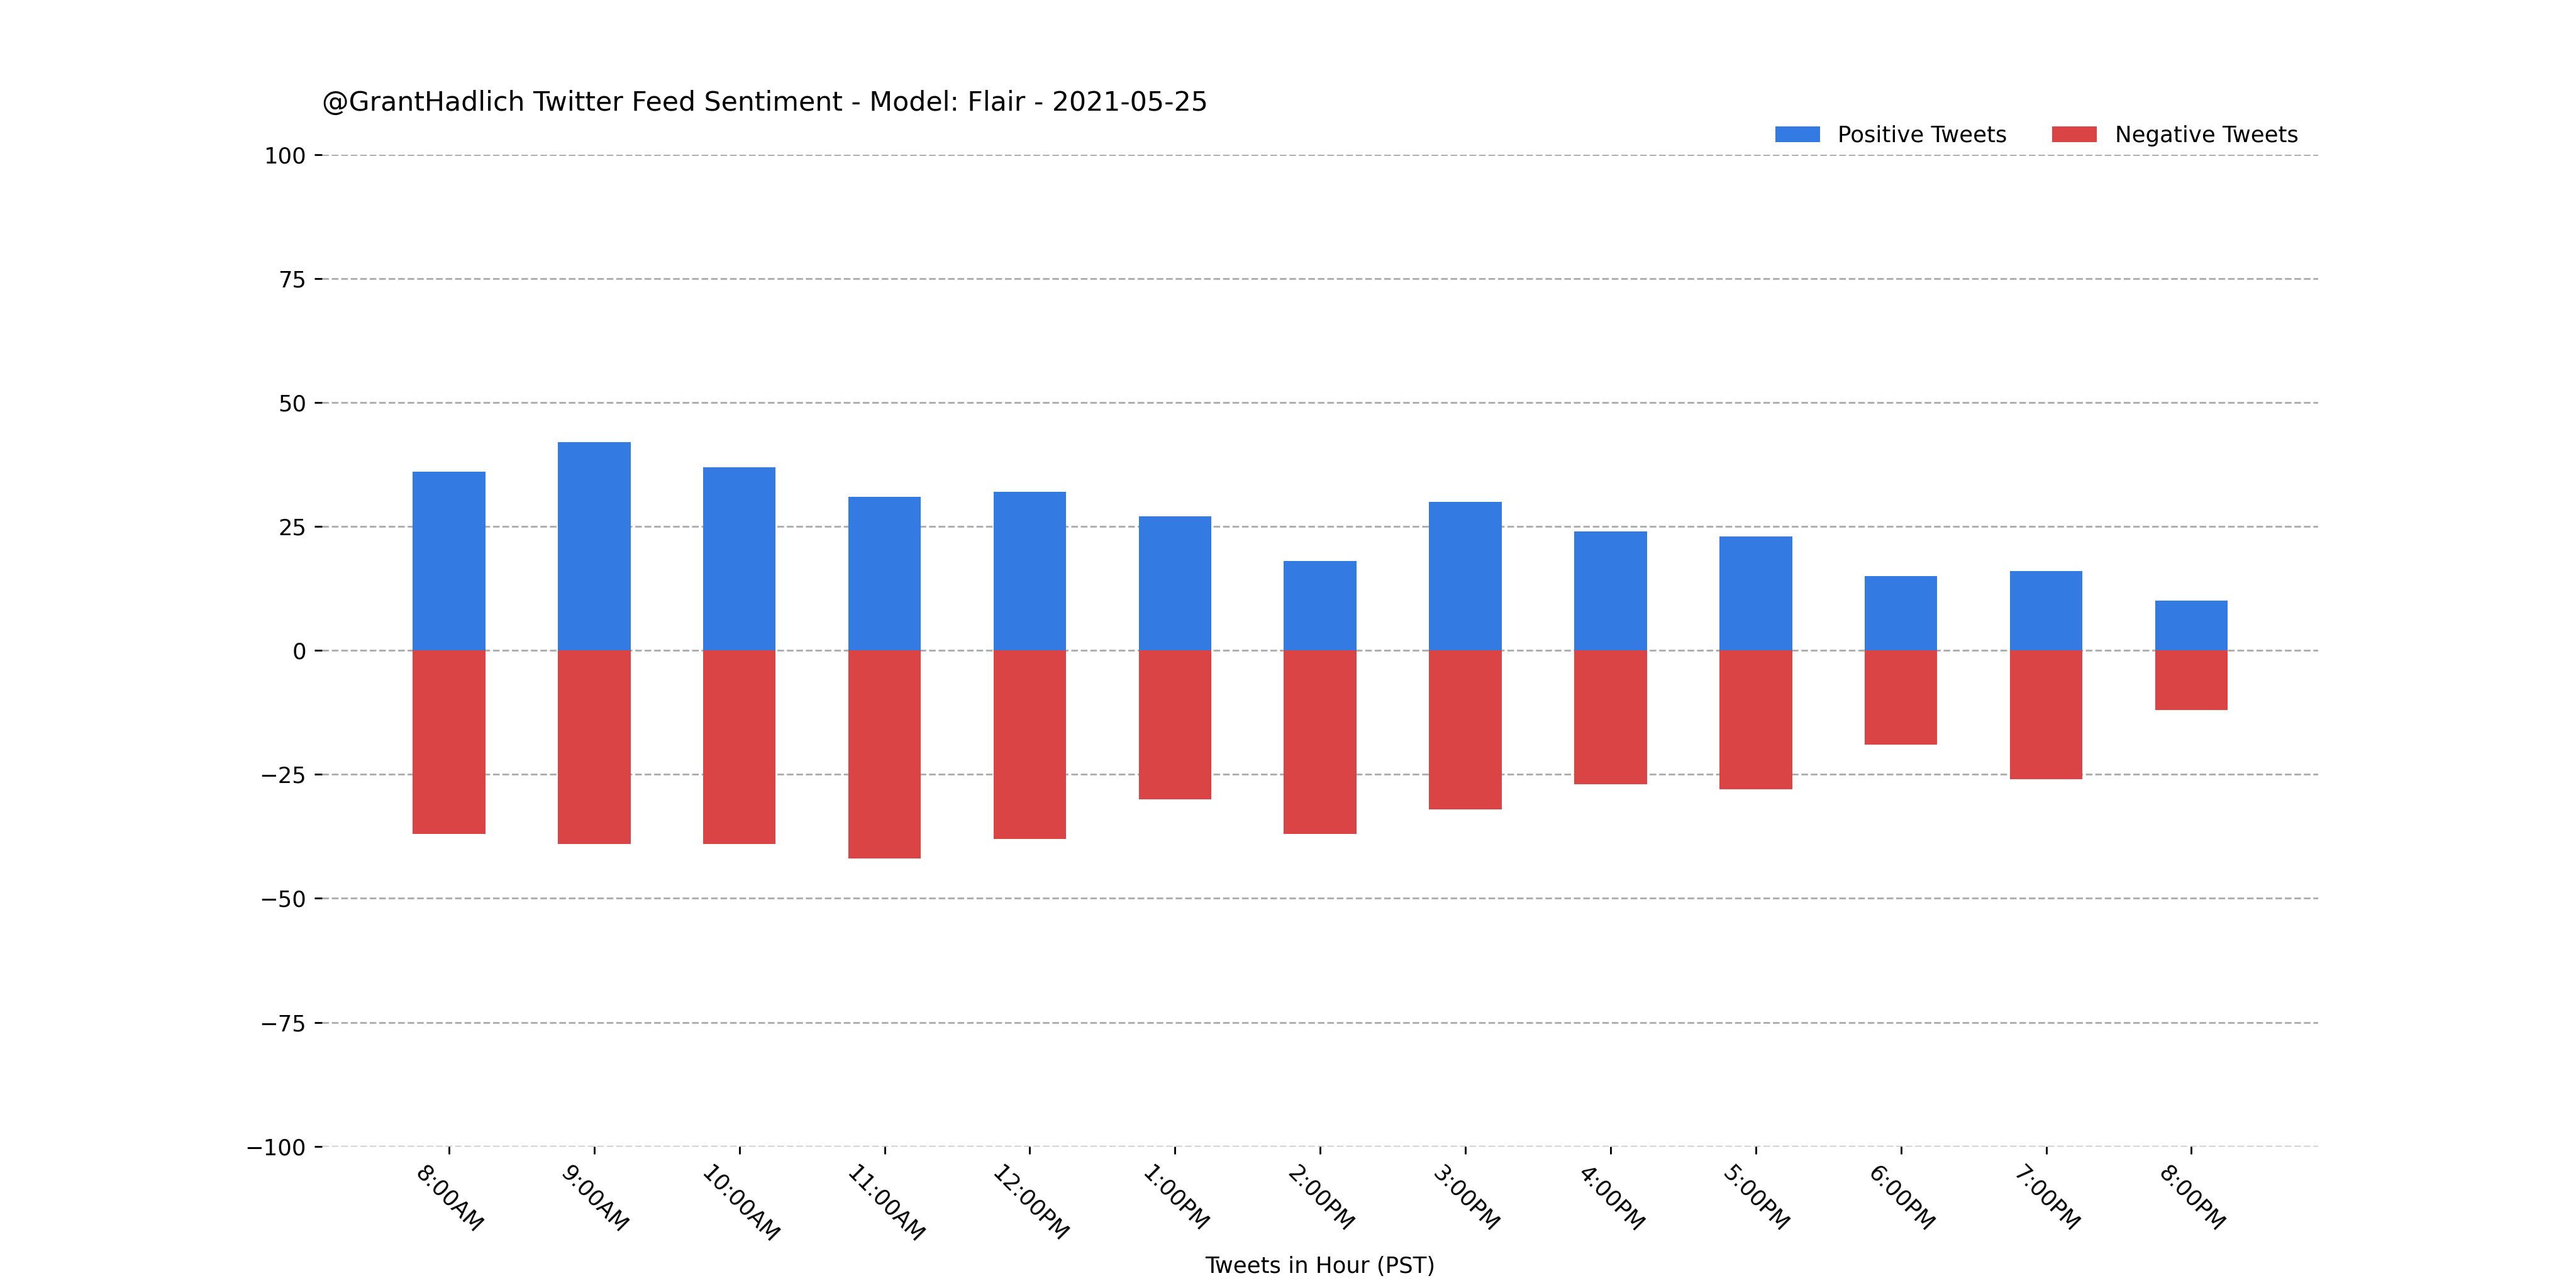 @GrantHadlich Twitter Feed Sentiment - Model: Flair - 2021-05-25
Positive Tweets
Negative Tweets
100
75
50
25
0
−25
−50
−75
−100
8:00AM
9:00AM
10:00AM
11:00AM
12:00PM
1:00PM
2:00PM
3:00PM
4:00PM
5:00PM
6:00PM
7:00PM
8:00PM
Tweets in Hour (PST)